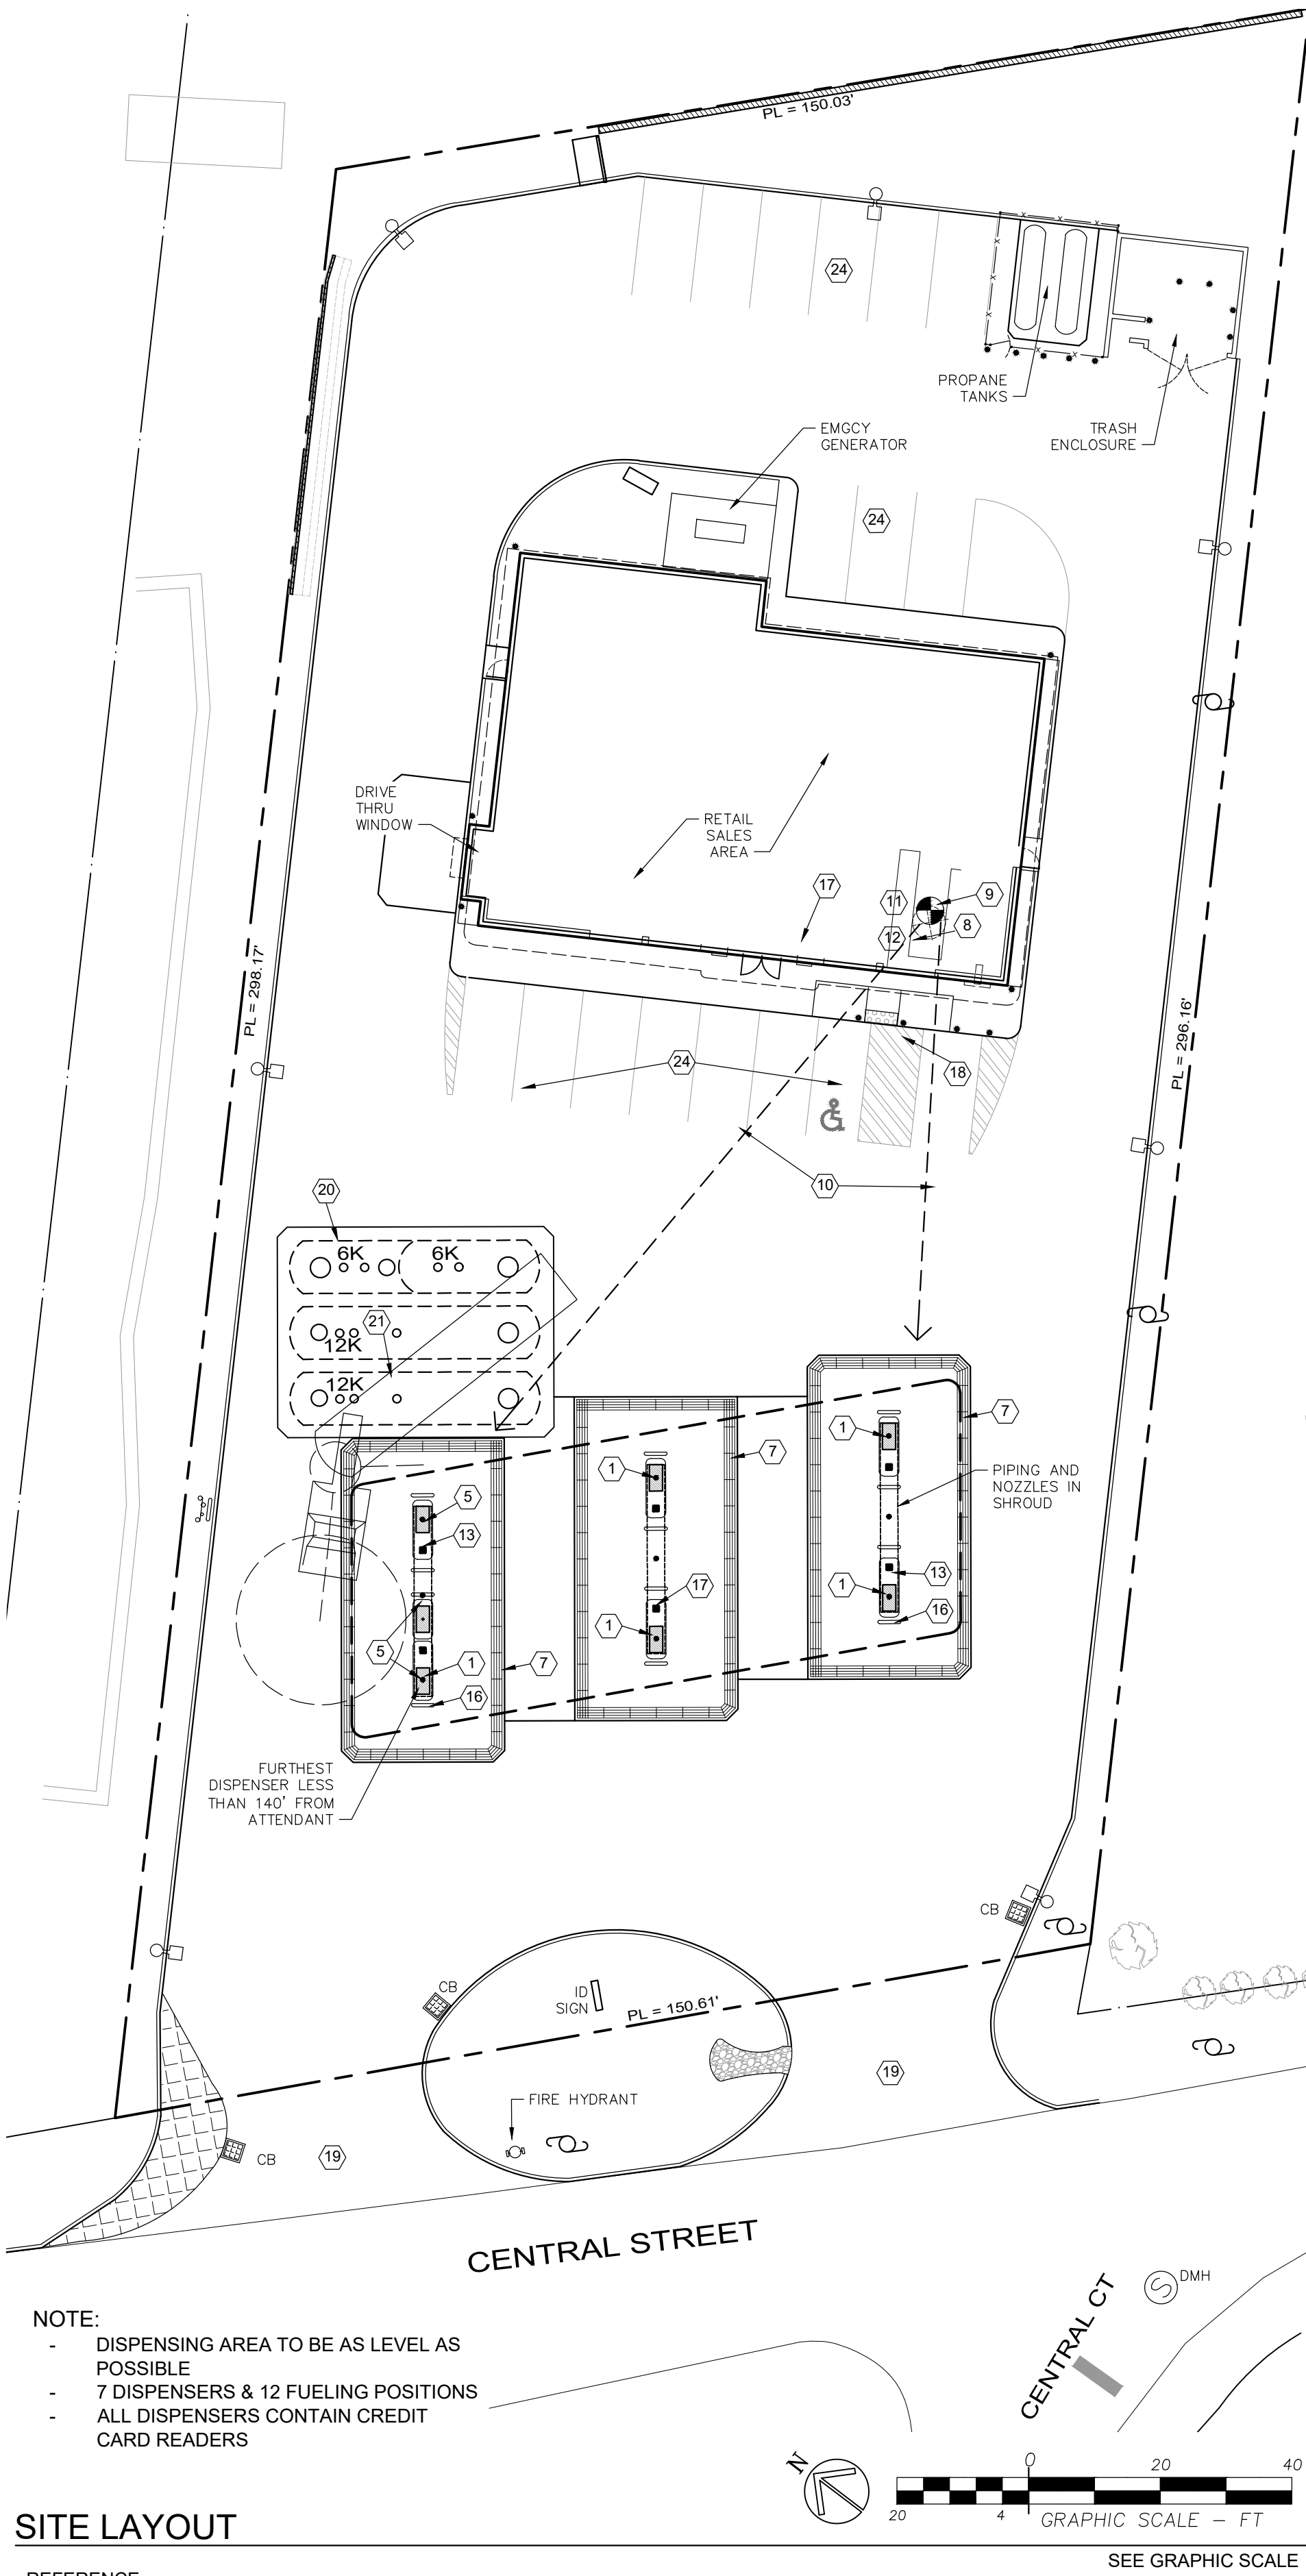 PL = 150.03'
24
PROPANE
TANKS
TRASH
ENCLOSURE
EMGCY
GENERATOR
24
DRIVE
THRU
WINDOW
RETAIL
SALES
AREA
17
11
9
12
8
PL = 298.17'
PL = 296.16'
24
18
10
20
6K
6K
21
12K
12K
7
1
7
1
PIPING AND
NOZZLES IN
SHROUD
5
13
13
1
17
16
1
5
1
7
16
FURTHEST
DISPENSER LESS
THAN 140' FROM
ATTENDANT
CB
CB
ID
SIGN
PL = 150.61'
19
FIRE HYDRANT
CB
19
CENTRAL STREET
S
DMH
CENTRAL CT
NOTE:
- DISPENSING AREA TO BE AS LEVEL AS
POSSIBLE
- 7 DISPENSERS & 12 FUELING POSITIONS
- ALL DISPENSERS CONTAIN CREDIT
CARD READERS
N
0 20 40
20 4 GRAPHIC SCALE – FT
SITE LAYOUT
SEE GRAPHIC SCALE